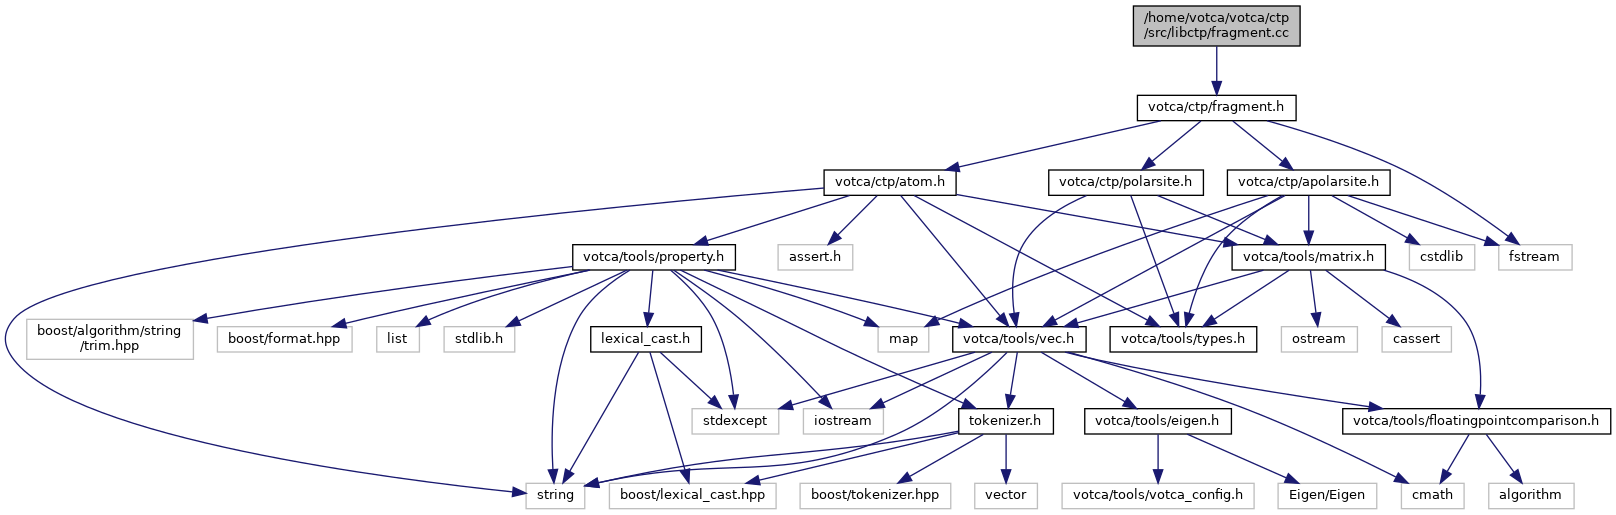 /home/votca/votca/ctp
/src/libctp/fragment.cc
votca/ctp/fragment.h
votca/ctp/atom.h
votca/ctp/polarsite.h
votca/ctp/apolarsite.h
votca/tools/property.h
assert.h
votca/tools/matrix.h
cstdlib
fstream
boost/algorithm/string
/trim.hpp
boost/format.hpp
list
stdlib.h
lexical_cast.h
map
votca/tools/vec.h
votca/tools/types.h
ostream
cassert
stdexcept
iostream
tokenizer.h
votca/tools/eigen.h
votca/tools/floatingpointcomparison.h
string
boost/lexical_cast.hpp
boost/tokenizer.hpp
vector
votca/tools/votca_config.h
Eigen/Eigen
cmath
algorithm